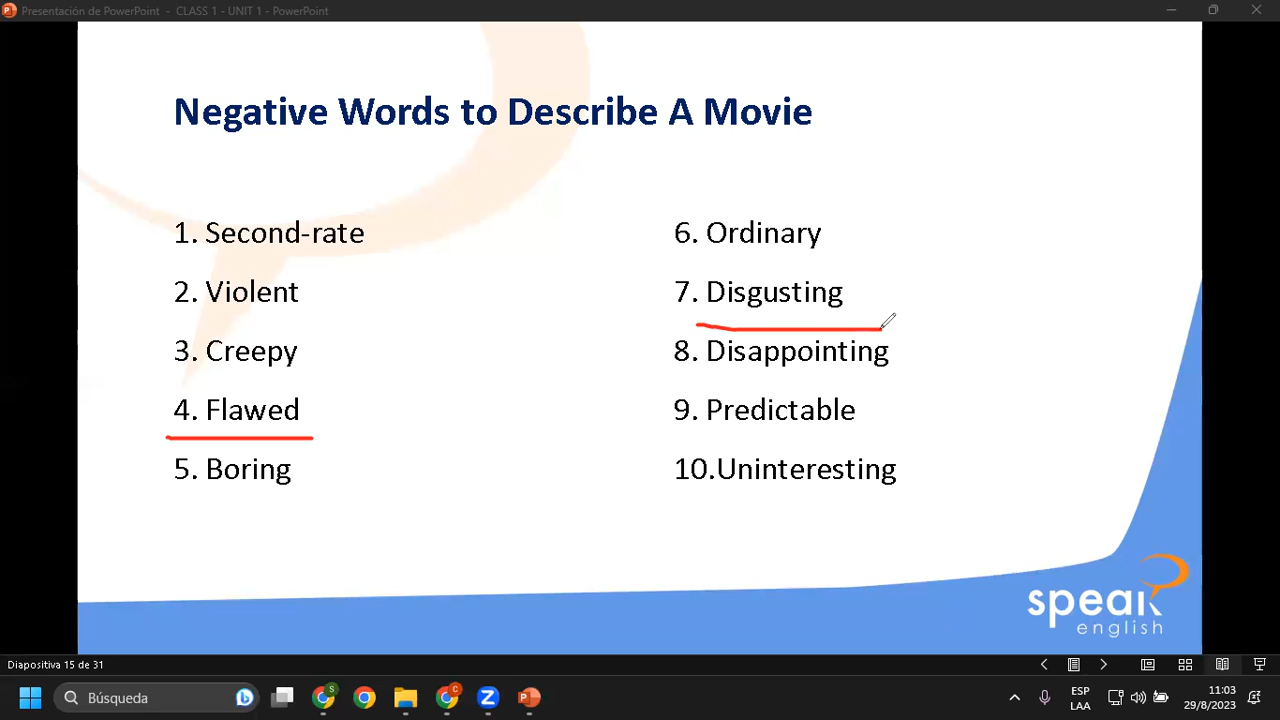 Presentación de PowerPoint - CLASS 1 - UNIT 1 - PowerPoint
Negative Words to Describe A Movie
1. Second-rate
2. Violent
3. Creepy
4. Flawed
5. Boring
6. Ordinary
7. Disgusting
8. Disappointing
9. Predictable
10.Uninteresting
speak
english
Diapositiva 15 de 31
Búsqueda
S
C
ESP
LAA
11:03
29/8/2023